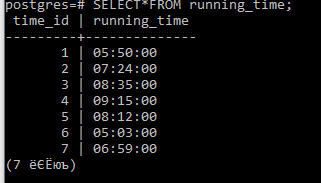 postgres=# SELECT*FROM running_time;
time_id | running_time
---------+--------------
1 | 05:50:00
2 | 07:24:00
3 | 08:35:00
4 | 09:15:00
5 | 08:12:00
6 | 05:03:00
7 | 06:59:00
(7 ёЄЁюъ)